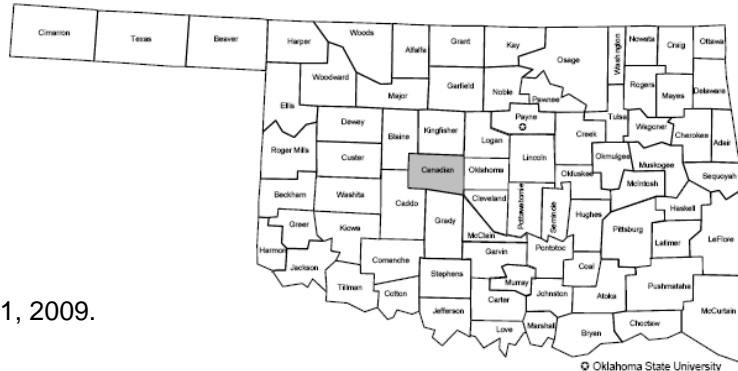 Cimarron
Texas
Beaver
Harper
Woods
Alfalfa
Grant
Kay
Osage
Washington
Nowata
Craig
Ottawa
Woodward
Major
Garfield
Noble
Pawnee
Rogers
Mayes
Delaware
Ellis
Dewey
Blaine
Kingfisher
Logan
Payne
Creek
Tulsa
Wagoner
Cherokee
Adair
Roger Mills
Custer
Canadian
Oklahoma
Lincoln
Okfuskee
Okmulgee
Muskogee
McIntosh
Sequoyah
Beckham
Washita
Caddo
Grady
Cleveland
Pottawatomie
Seminole
Hughes
Pittsburg
Haskell
Greer
Kiowa
McClain
Garvin
Pontotoc
Latimer
LeFlore
Harmon
Jackson
Comanche
Stephens
Murray
Coal
Pushmataha
Tillman
Cotton
Jefferson
Carter
Johnston
Atoka
McCurtain
Love
Marshall
Bryan
Choctaw
1, 2009.
Oklahoma State University